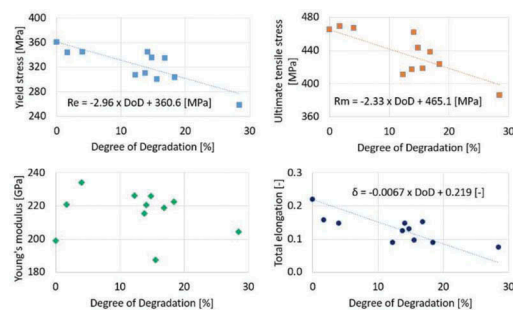 Yield stress
[MPa]
360
320
280
240
Re = -2.96 x DoD + 360.6 [MPa]
0
10
20
30
Degree of Degradation [%]
Ultimate tensile stress
[MPa]
480
440
400
360
Rm = -2.33 x DoD + 465.1 [MPa]
0
10
20
30
Degree of Degradation [%]
Young's modulus [GPa]
240
220
200
180
0
10
20
30
Degree of Degradation [%]
Total elongation [-]
0.3
0.2
0.1
0
δ = -0.0067 x DoD + 0.219 [-]
0
10
20
30
Degree of Degradation [%]